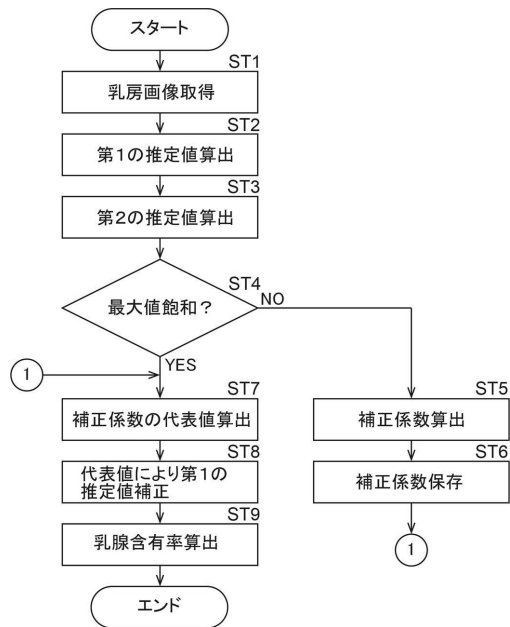 スタート
ST1
乳房画像取得
ST2
第1の推定値算出
ST3
第2の推定値算出
ST4
最大値飽和?
NO
YES
1
ST7
補正係数の代表値算出
ST8
代表値により第1の
推定値補正
ST9
乳腺含有率算出
エンド
ST5
補正係数算出
ST6
補正係数保存
1